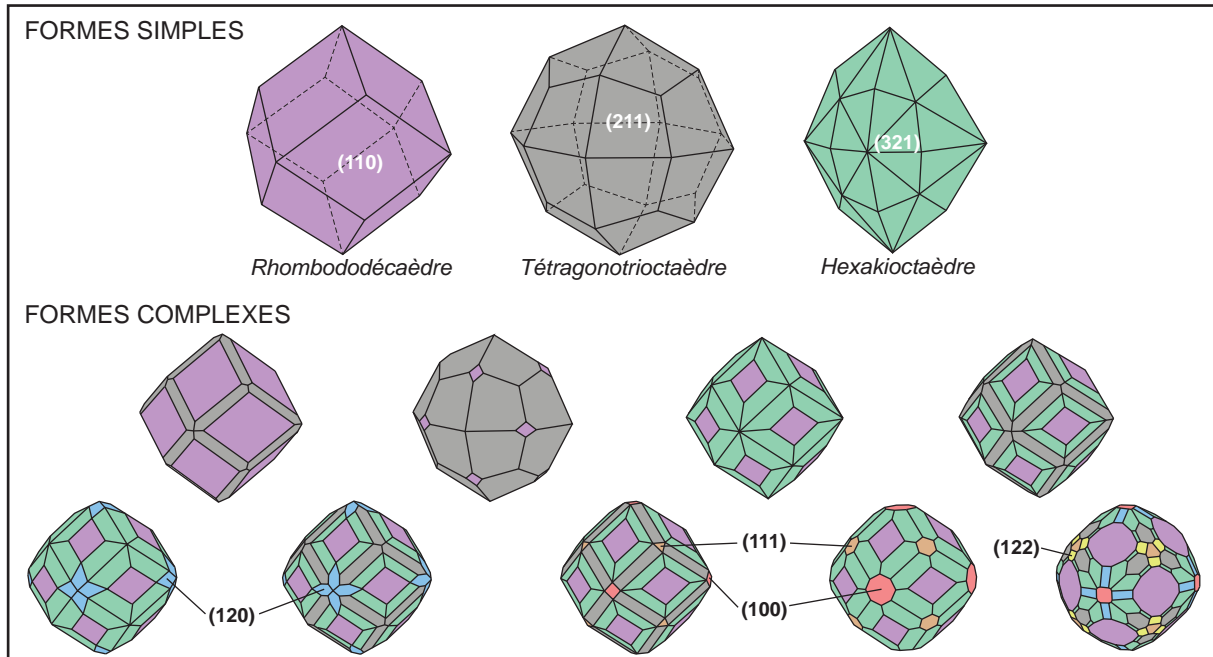 FORMES SIMPLES
(110)
(211)
(321)
Rhombododécaèdre
Tétragonotrioctaèdre
Hexakioctaèdre
FORMES COMPLEXES
(111)
(122)
(120)
(100)